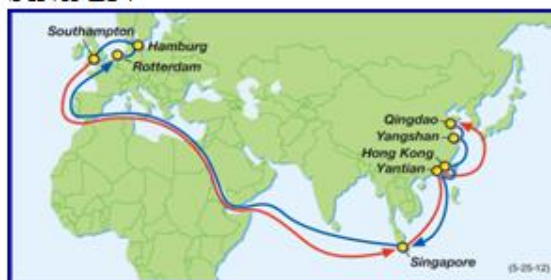 Southampton
Hamburg
Rotterdam
Qingdao
Yangshan
Hong Kong
Yantian
Singapore
(5-25-12)